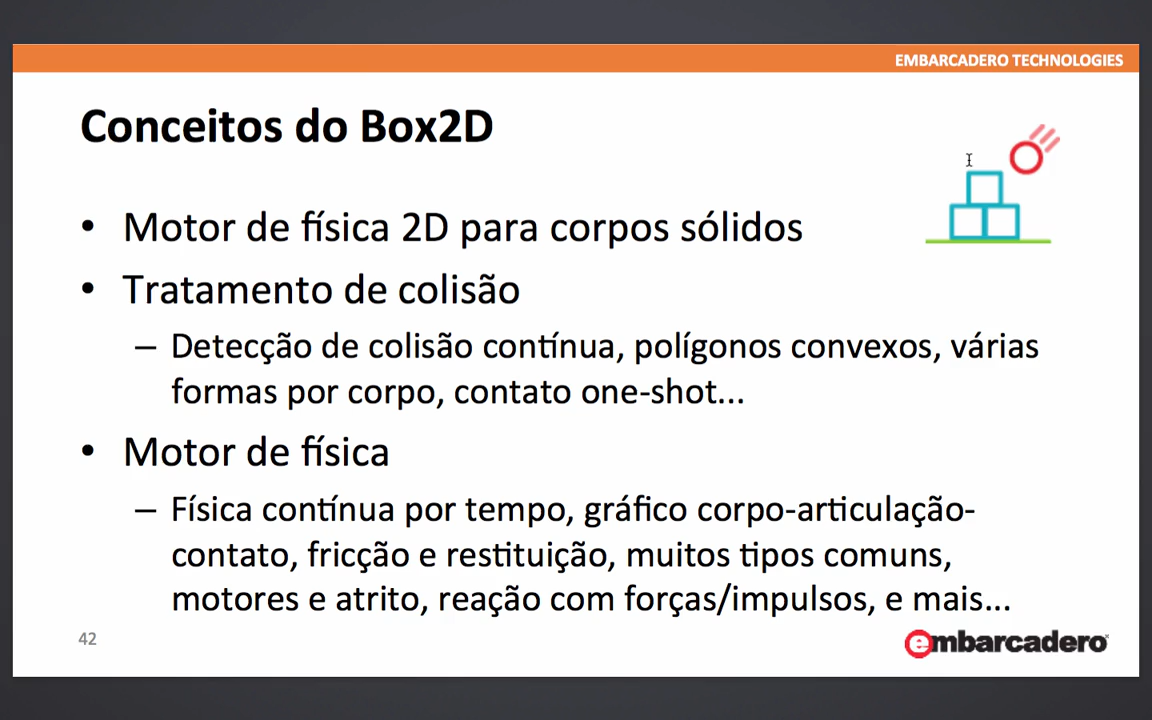 EMBARCADERO TECHNOLOGIES
Conceitos do Box2D
• Motor de física 2D para corpos sólidos
• Tratamento de colisão
– Detecção de colisão contínua, polígonos convexos, várias
formas por corpo, contato one-shot...
• Motor de física
– Física contínua por tempo, gráfico corpo-articulação-
contato, fricção e restituição, muitos tipos comuns,
motores e atrito, reação com forças/impulsos, e mais...
42
embarcadero